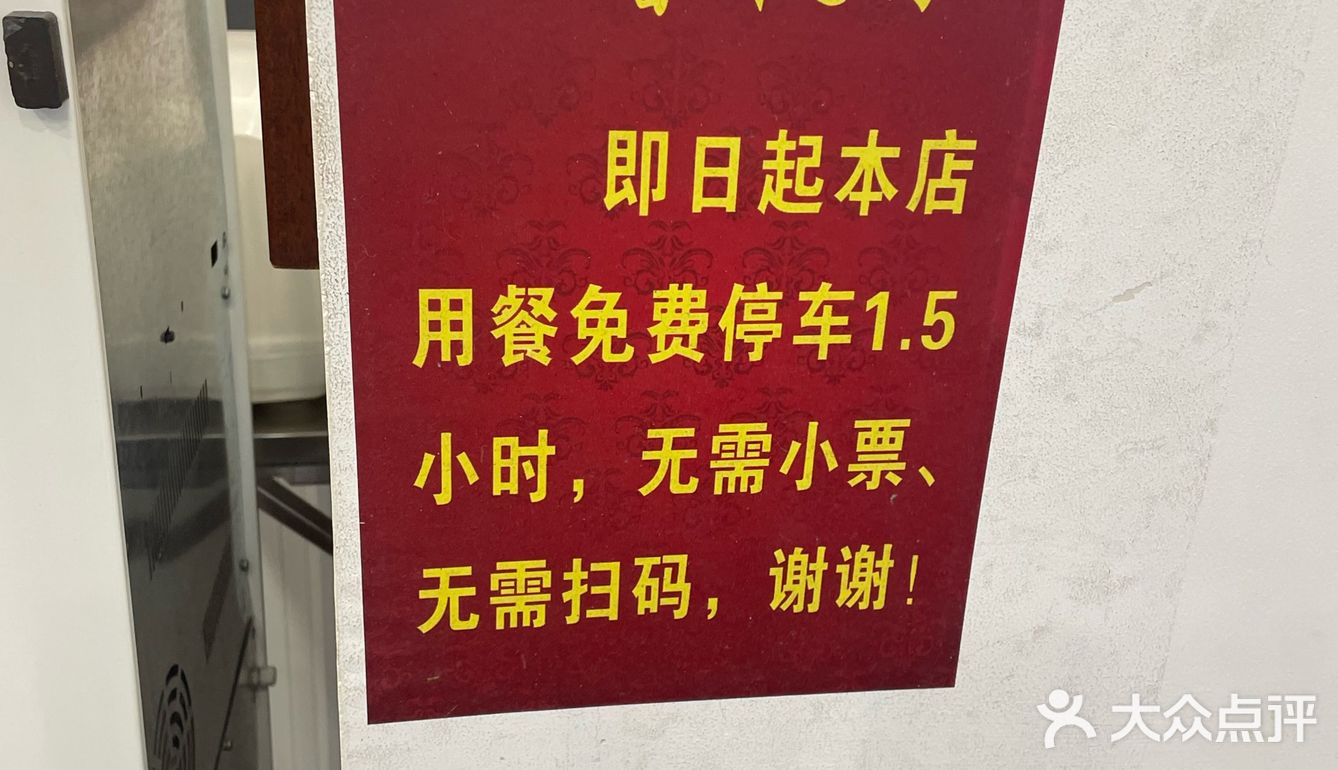 即日起本店
用餐免费停车1.5
小时，无需小票、
无需扫码，谢谢！
大众点评